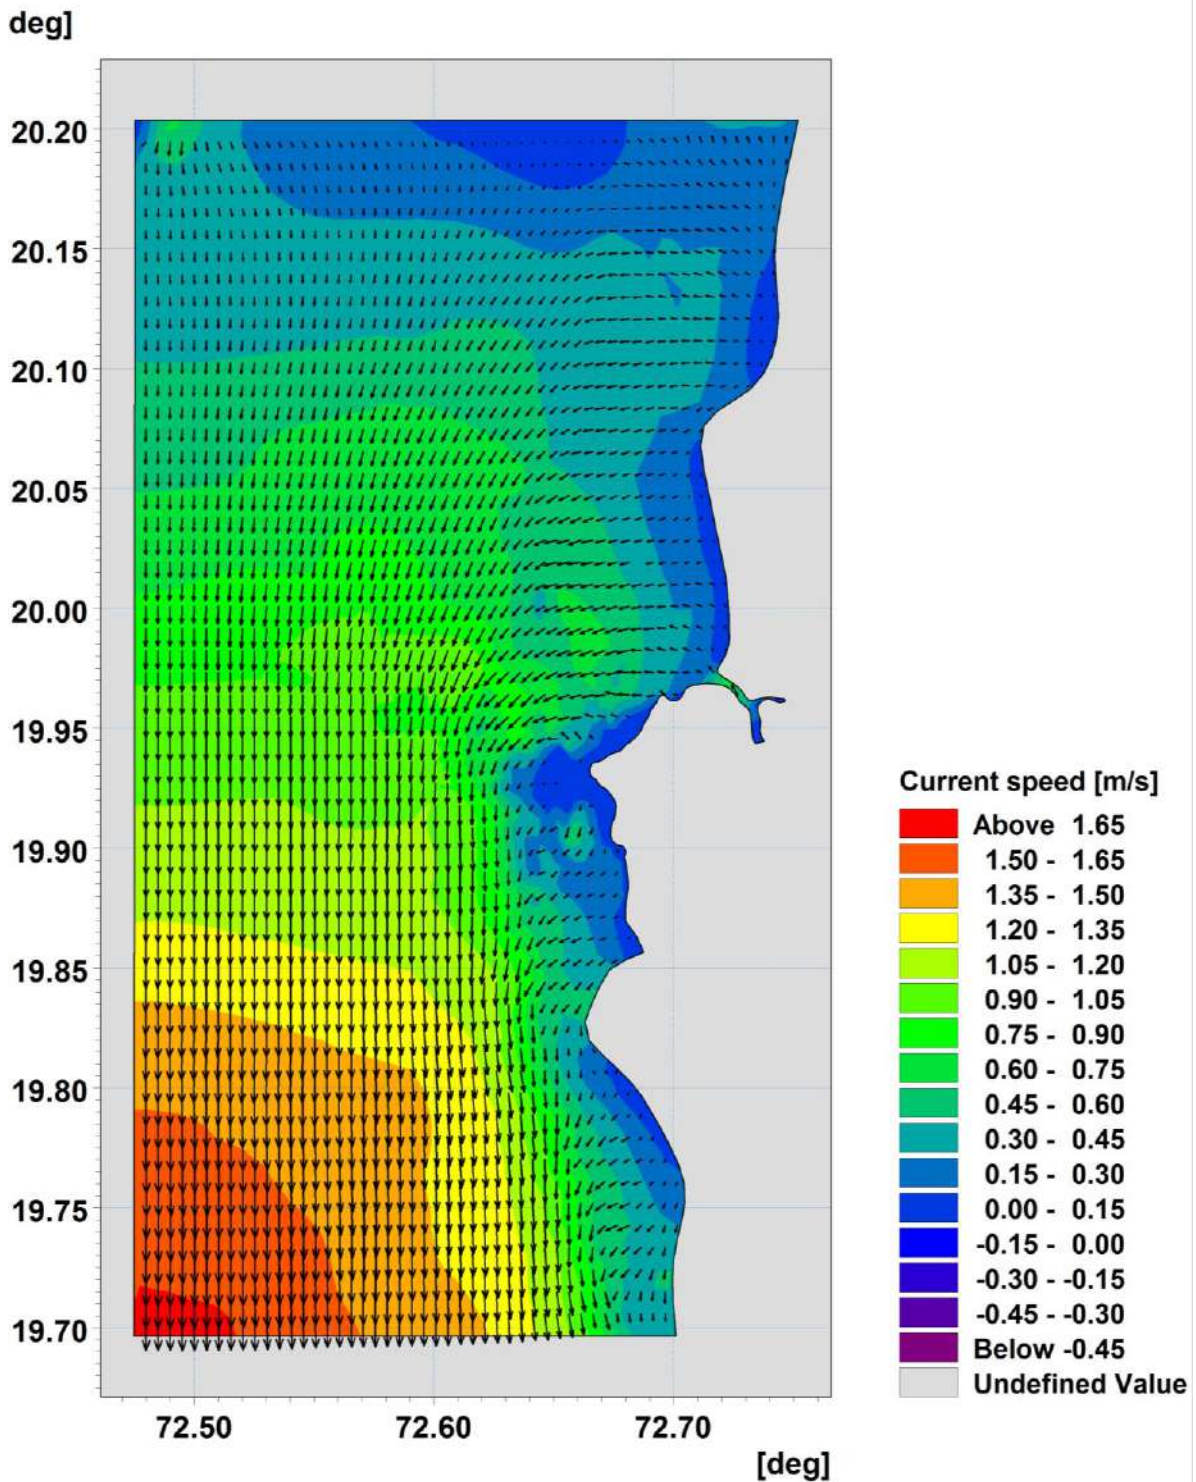 deg]
20.20
20.15
20.10
20.05
20.00
19.95
19.90
19.85
19.80
19.75
19.70
72.50 72.60 72.70
[deg]
Current speed [m/s]
Above 1.65
1.50 - 1.65
1.35 - 1.50
1.20 - 1.35
1.05 - 1.20
0.90 - 1.05
0.75 - 0.90
0.60 - 0.75
0.45 - 0.60
0.30 - 0.45
0.15 - 0.30
0.00 - 0.15
-0.15 - 0.00
-0.30 - -0.15
-0.45 - -0.30
Below -0.45
Undefined Value